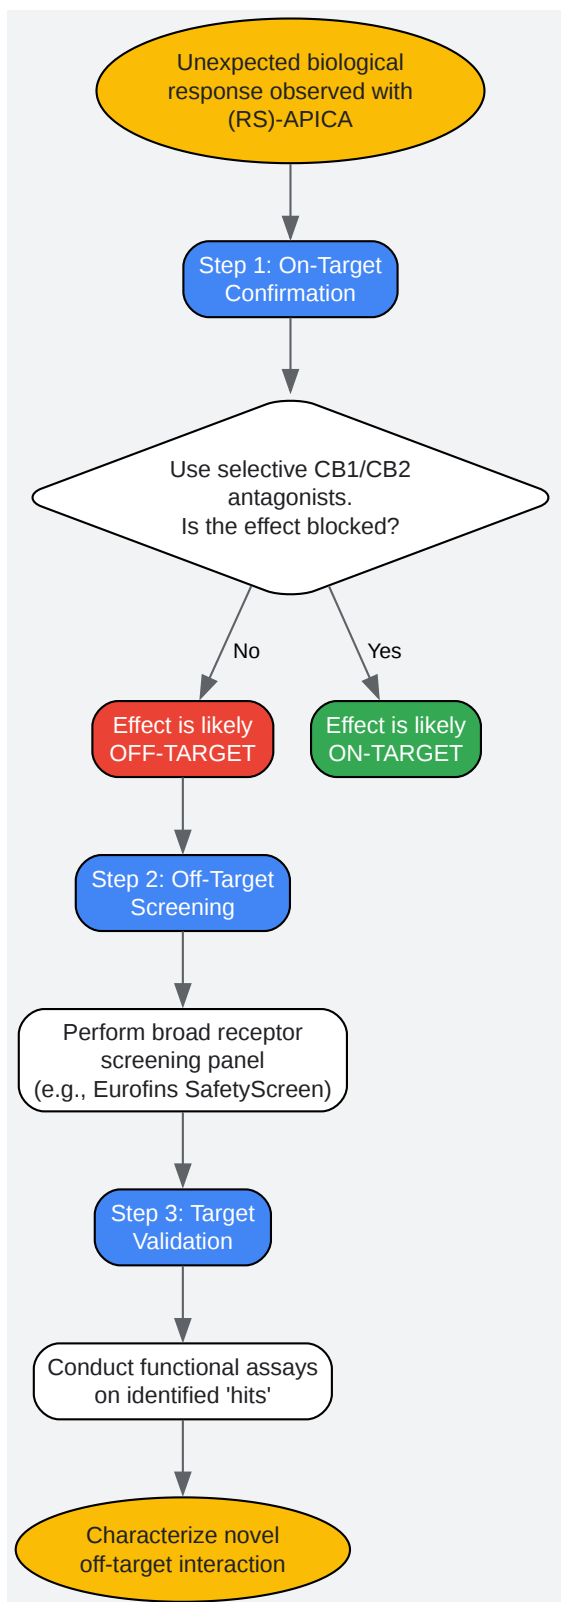 Unexpected biological
response observed with
(RS)-APICA
Step 1: On-Target
Confirmation
Use selective CB1/CB2
antagonists.
Is the effect blocked?
No
Yes
Effect is likely
OFF-TARGET
Effect is likely
ON-TARGET
Step 2: Off-Target
Screening
Perform broad receptor
screening panel
(e.g., Eurofins SafetyScreen)
Step 3: Target
Validation
Conduct functional assays
on identified 'hits'
Characterize novel
off-target interaction